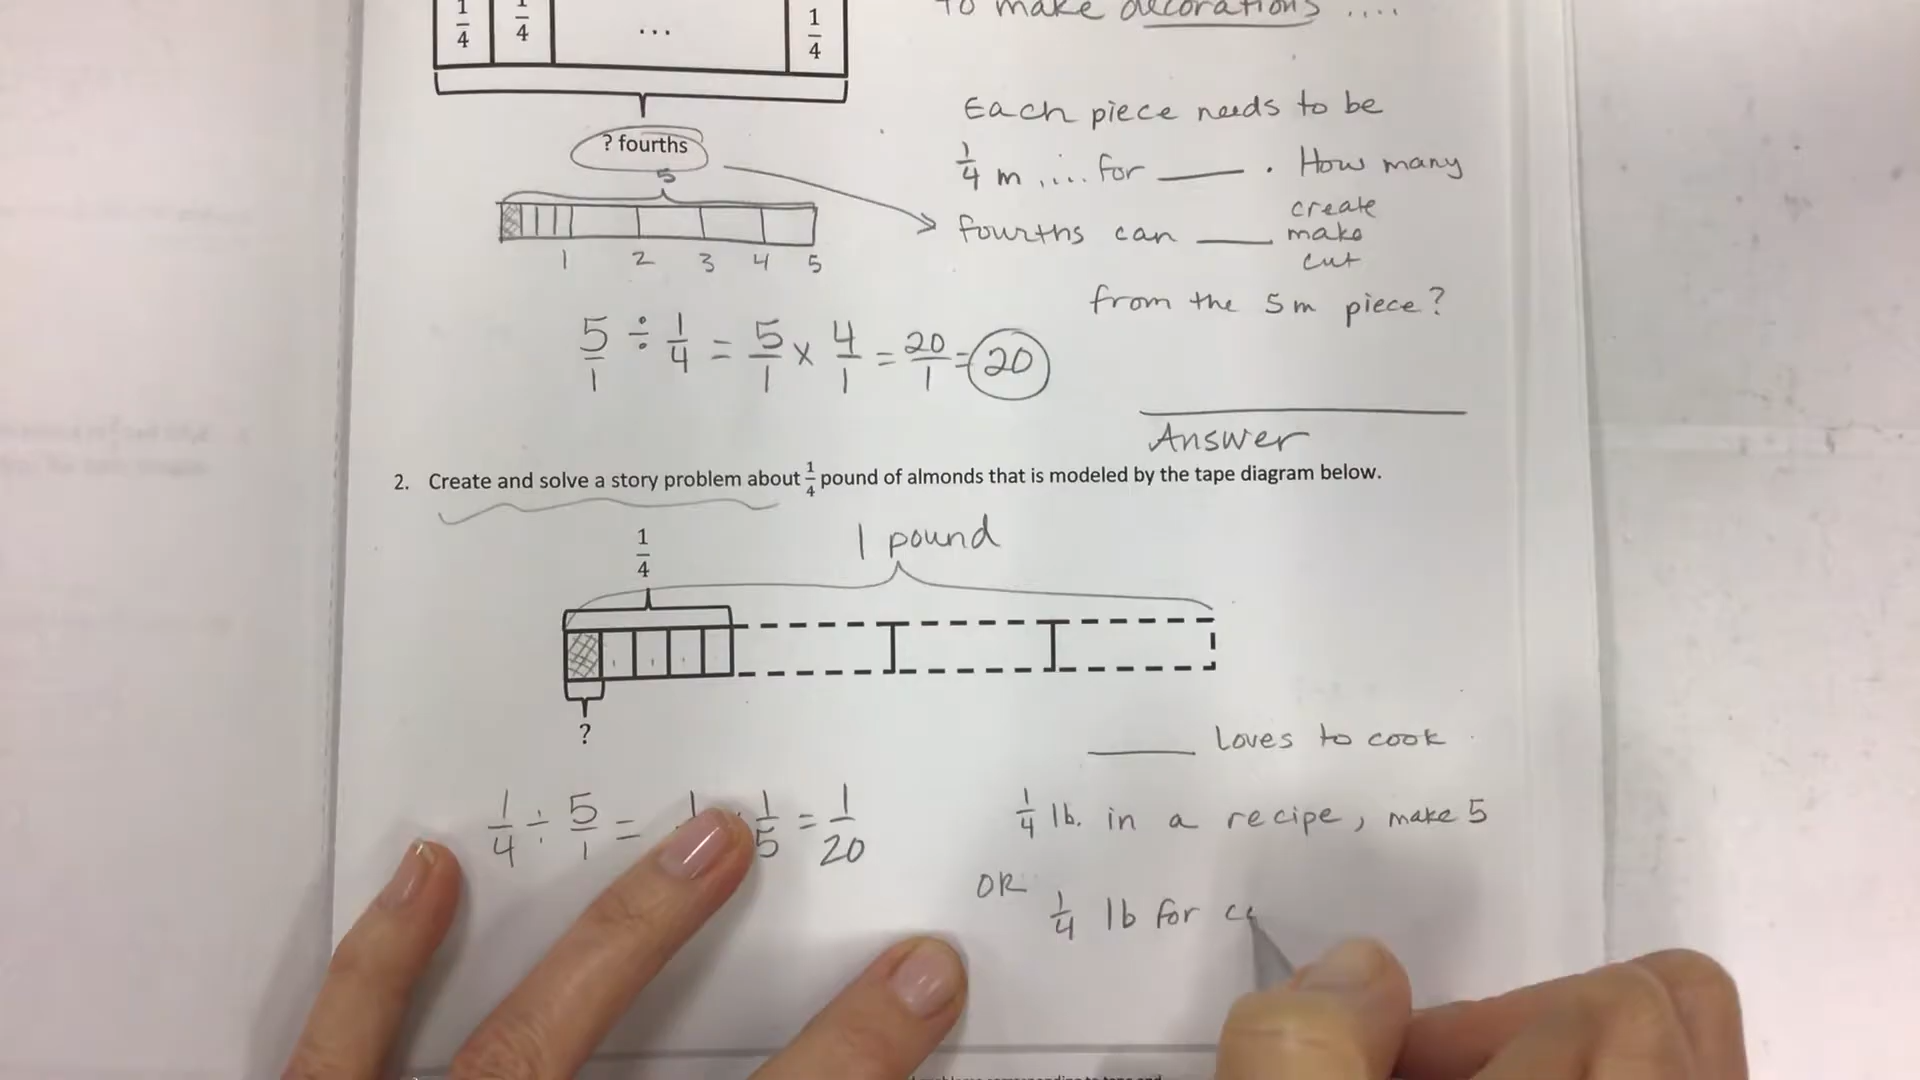 to make decorations ....
1/4 1/4 ... 1/4
Each piece needs to be
? fourths
1/4 m .... for ____ . How many
5
create
fourths can ____ make
cut
1 2 3 4 5
from the 5 m piece?
5/1 ÷ 1/4 = 5/1 x 4/1 = 20/1 = 20
Answer
2. Create and solve a story problem about 1/4 pound of almonds that is modeled by the tape diagram below.
1 pound
1/4
?
____ loves to cook
1/4 ÷ 5/1 = 1/5 = 1/20
1/4 lb. in a recipe, make 5
OR
1/4 lb for